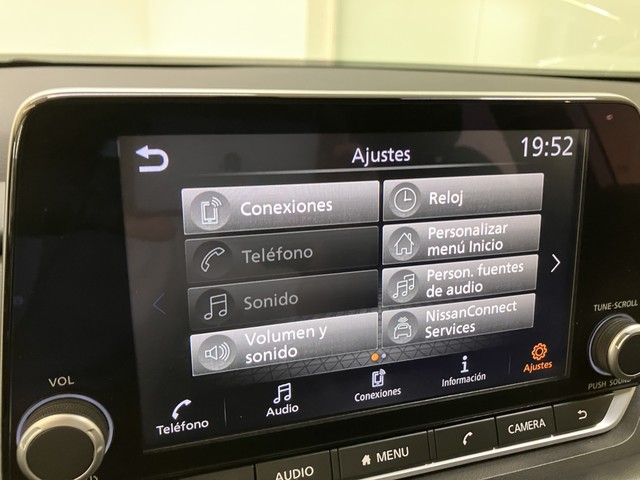 Ajustes
19:52
Conexiones
Reloj
Teléfono
Personalizar
menú Inicio
Sonido
Person. fuentes
de audio
Volumen y
sonido
NissanConnect
Services
Teléfono
Audio
Conexiones
Información
Ajustes
VOL
TUNE•SCROLL
PUSH SOUND
AUDIO
MENU
CAMERA